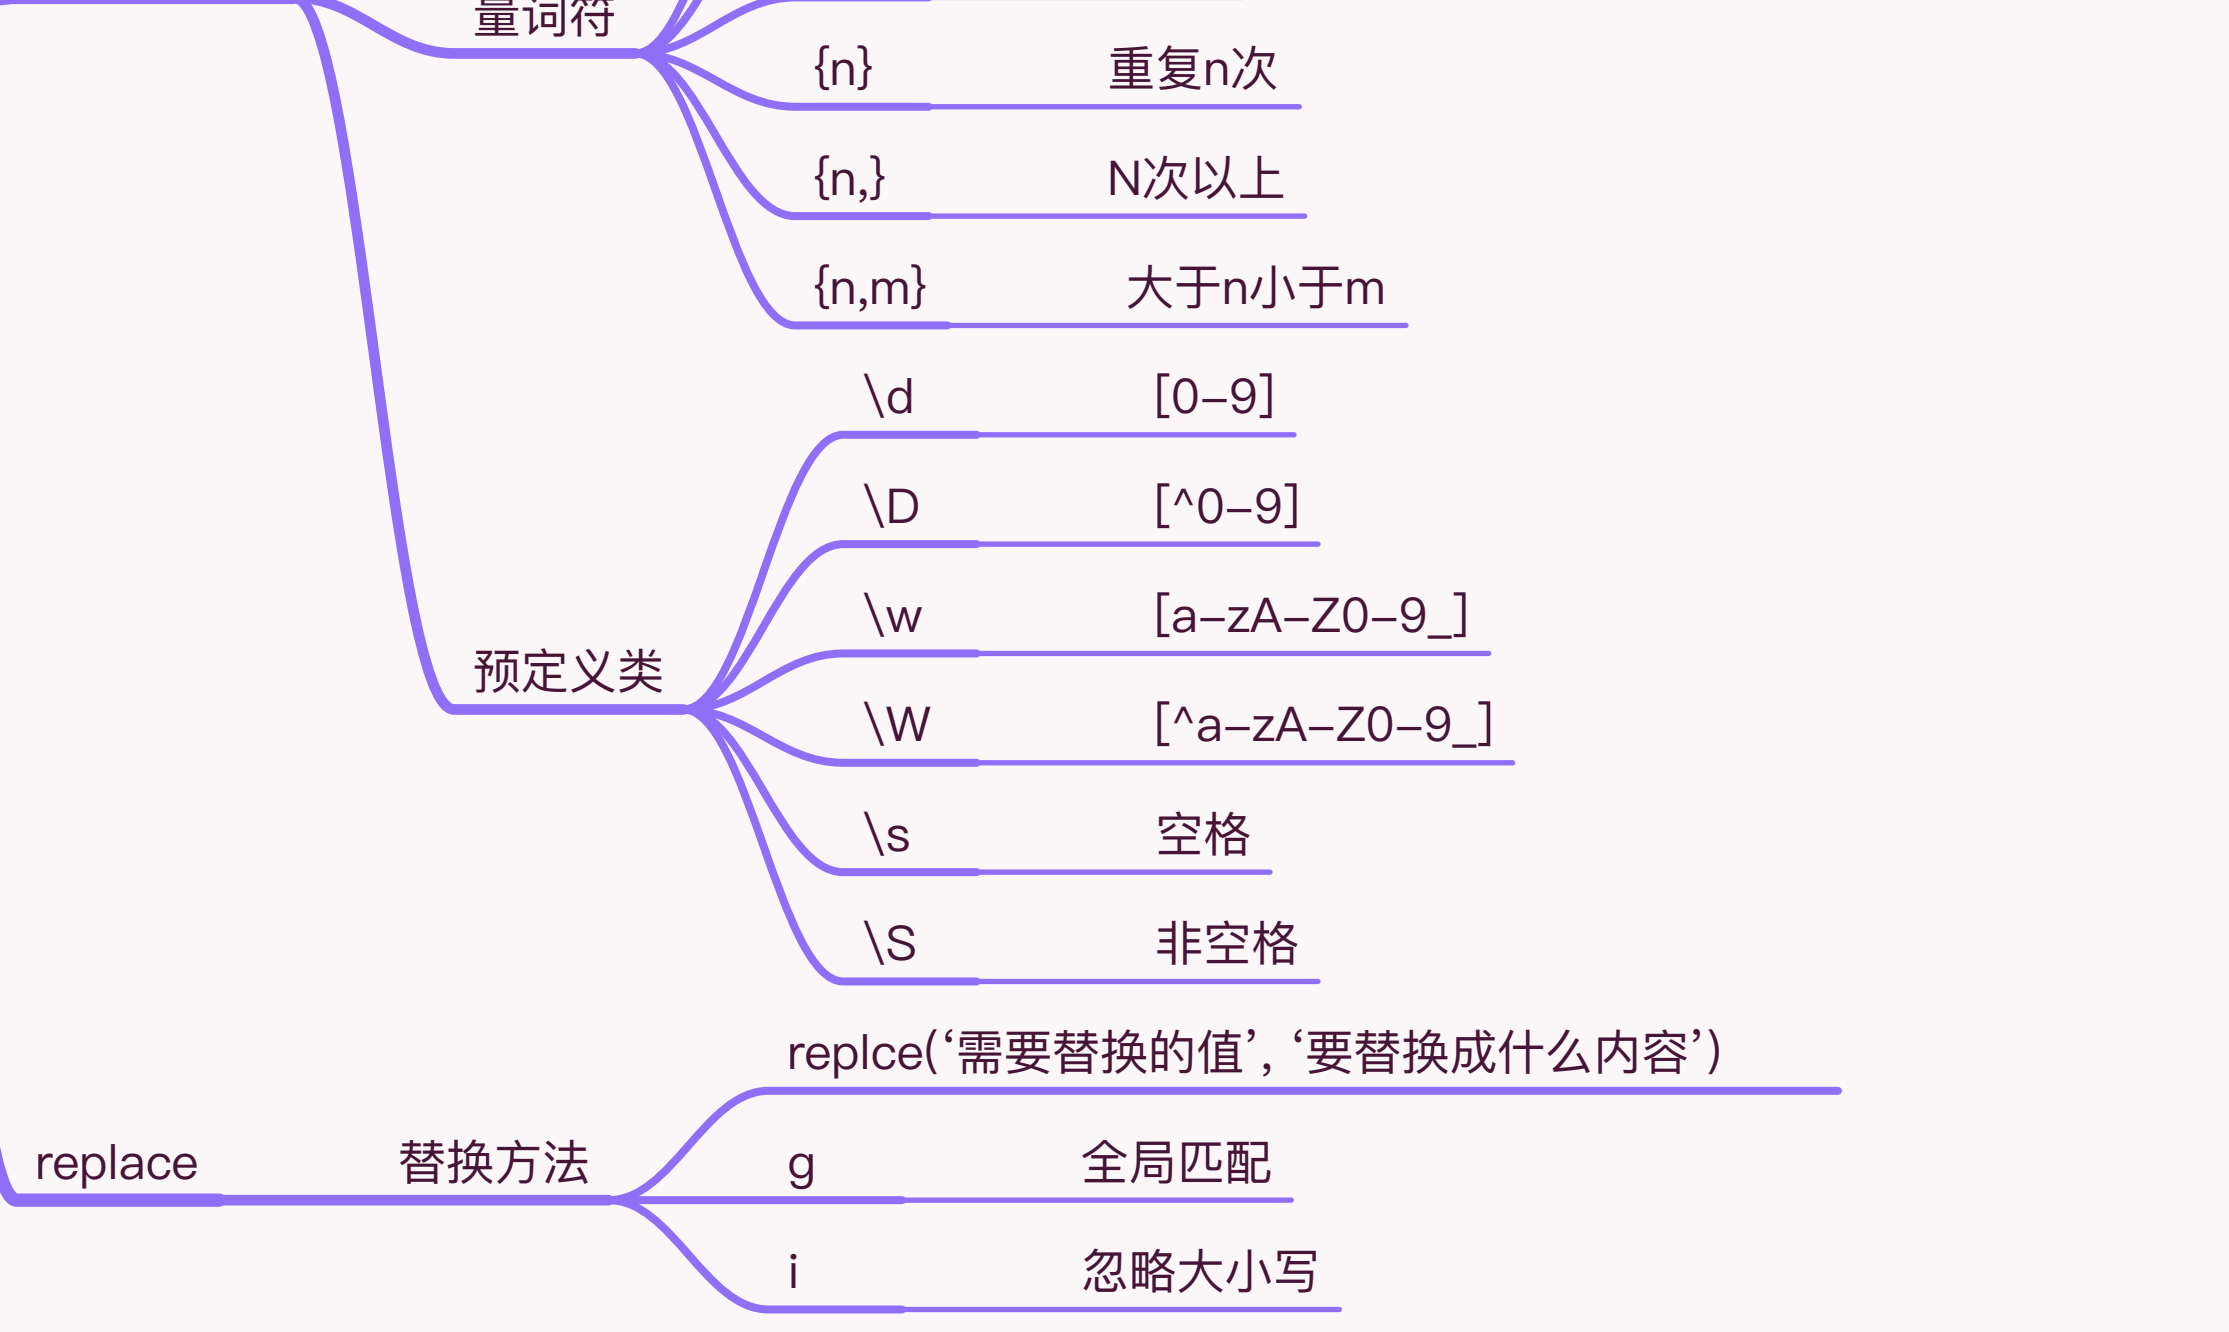 量词符
{n} 重复n次
{n,} N次以上
{n,m} 大于n小于m
预定义类
\d [0-9]
\D [^0-9]
\w [a-zA-Z0-9_]
\W [^a-zA-Z0-9_]
\s 空格
\S 非空格
replace 替换方法
replce(‘需要替换的值’, ‘要替换成什么内容’)
g 全局匹配
i 忽略大小写